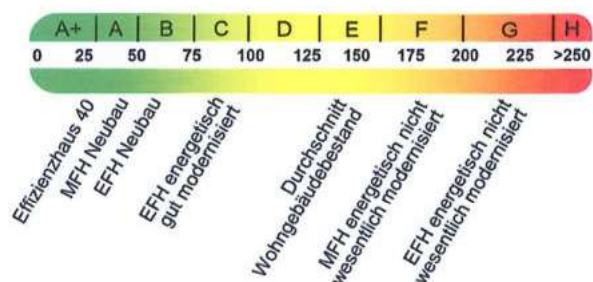 A+ A B C D E F G H
0 25 50 75 100 125 150 175 200 225 >250
Effizienzhaus 40
MFH Neubau
EFH Neubau
EFH energetisch
gut modernisiert
Durchschnitt
Wohngebäudebestand
MFH energetisch nicht
wesentlich modernisiert
EFH energetisch nicht
wesentlich modernisiert